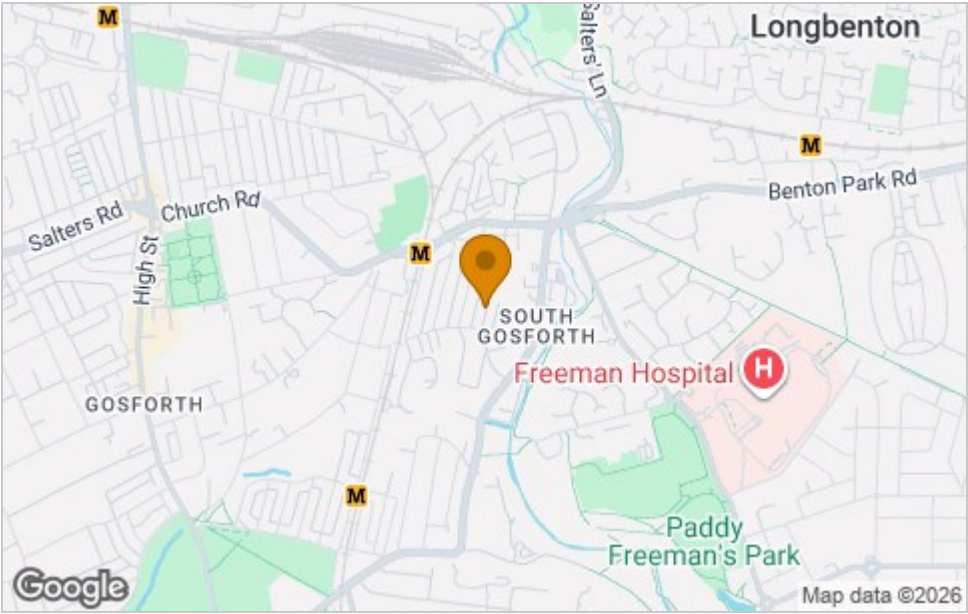 M
Salters' Ln
Longbenton
M
Benton Park Rd
Salters Rd
Church Rd
High St
M
SOUTH
GOSFORTH
Freeman Hospital
H
GOSFORTH
M
Paddy
Freeman's Park
Google
Map data ©2026